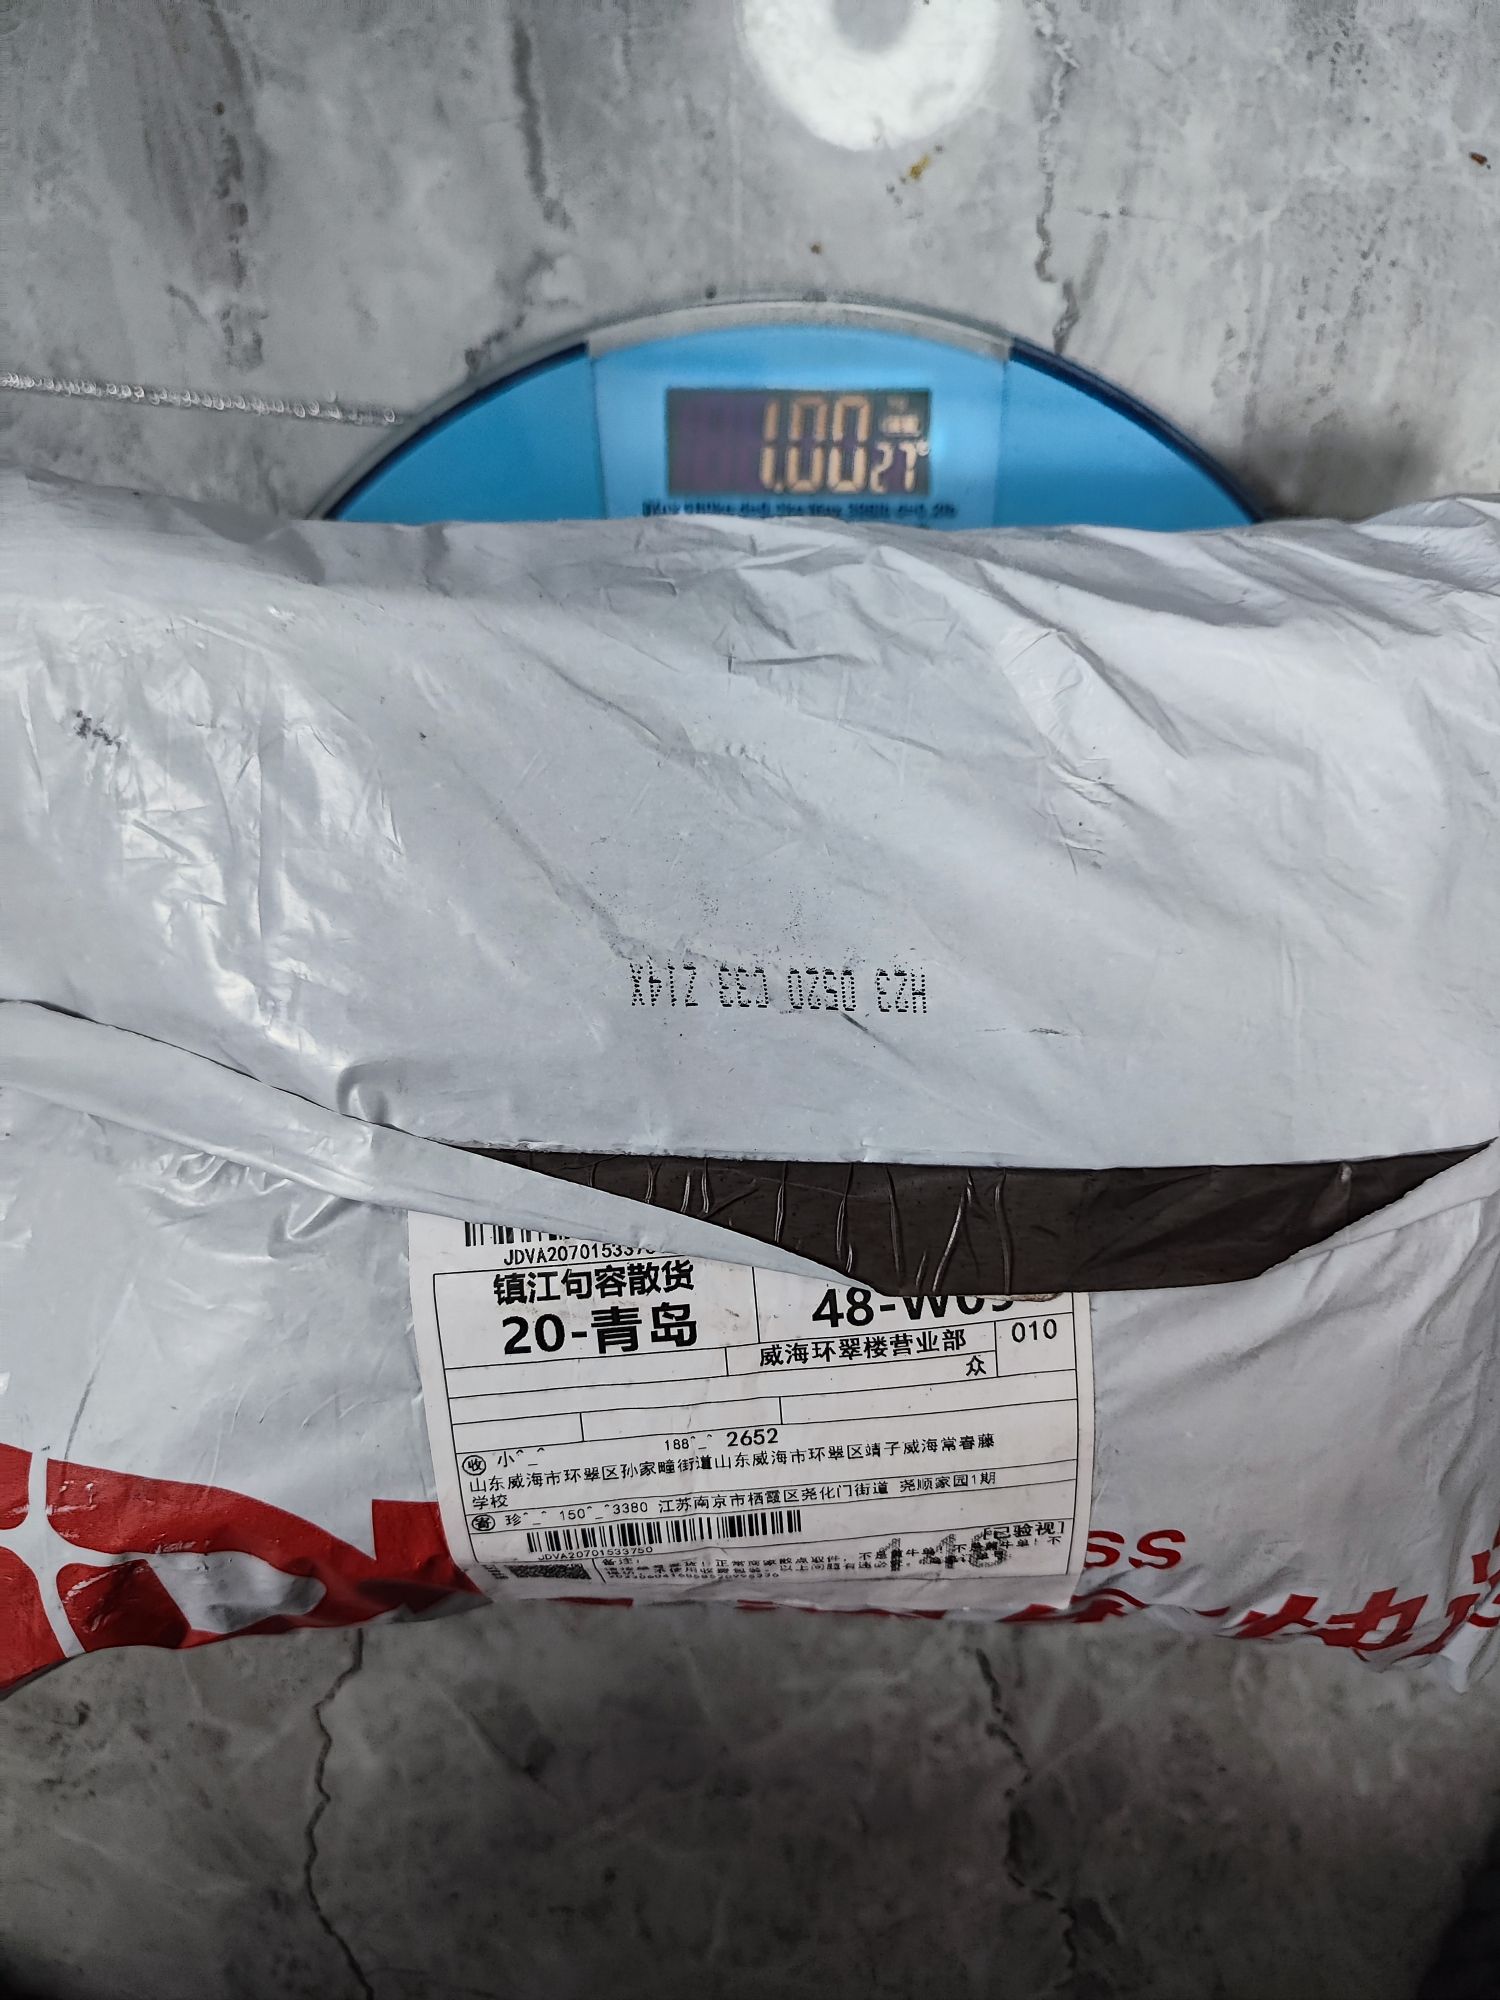 1.00
27°
H23 0520 C33 Z14X
JDVA2070153375
镇江句容散货
20-青岛
48-W09
威海环翠楼营业部
众
010
收 小^_^ 188^_^ 2652
山东威海市环翠区孙家疃街道山东威海市环翠区靖子威海常春藤
学校
寄 珍^_^ 150^_^3380 江苏南京市栖霞区尧化门街道 尧顺家园1期
JDVA20701533750
[已验视]
备注:
ss